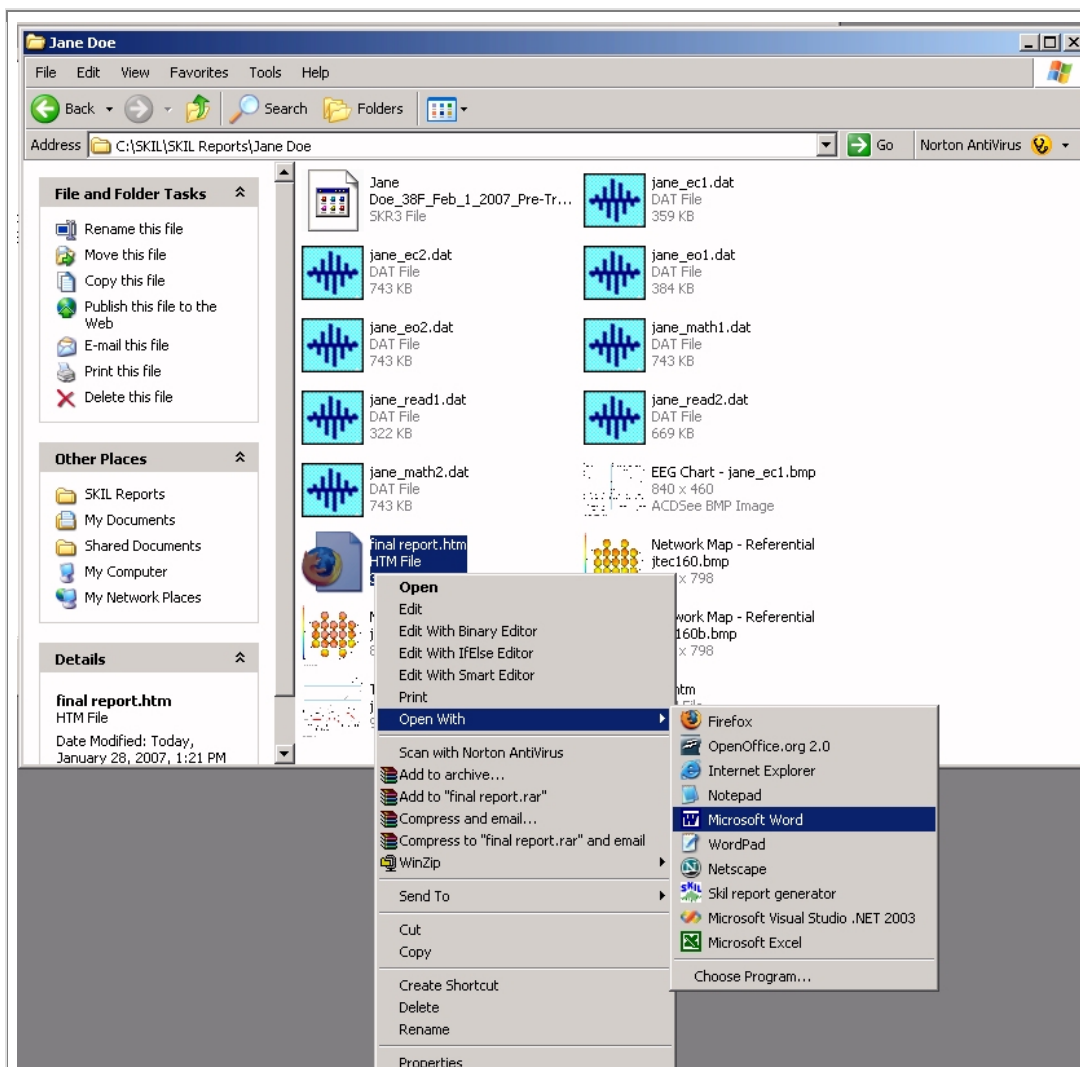 Jane Doe
File Edit View Favorites Tools Help
Back Search Folders
Address C:\SKIL\SKIL Reports\Jane Doe Go Norton AntiVirus
File and Folder Tasks
Rename this file
Move this file
Copy this file
Publish this file to the
Web
E-mail this file
Print this file
Delete this file
Other Places
SKIL Reports
My Documents
Shared Documents
My Computer
My Network Places
Details
final report.htm
HTM File
Date Modified: Today,
January 28, 2007, 1:21 PM
Jane
Doe_38F_Feb_1_2007_Pre-Tr...
SKR3 File
jane_ec1.dat
DAT File
359 KB
jane_ec2.dat
DAT File
743 KB
jane_eo1.dat
DAT File
384 KB
jane_eo2.dat
DAT File
743 KB
jane_math1.dat
DAT File
743 KB
jane_read1.dat
DAT File
322 KB
jane_read2.dat
DAT File
669 KB
jane_math2.dat
DAT File
743 KB
EEG Chart - jane_ec1.bmp
840 x 460
ACDSee BMP Image
final report.htm
HTM File
Network Map - Referential
jtec160.bmp
x 798
work Map - Referential
160b.bmp
x 798
Open
Edit
Edit With Binary Editor
Edit With IfElse Editor
Edit With Smart Editor
Print
Open With
Scan with Norton AntiVirus
Add to archive...
Add to "final report.rar"
Compress and email...
Compress to "final report.rar" and email
WinZip
Send To
Cut
Copy
Create Shortcut
Delete
Rename
Properties
Firefox
OpenOffice.org 2.0
Internet Explorer
Notepad
Microsoft Word
WordPad
Netscape
Skil report generator
Microsoft Visual Studio .NET 2003
Microsoft Excel
Choose Program...